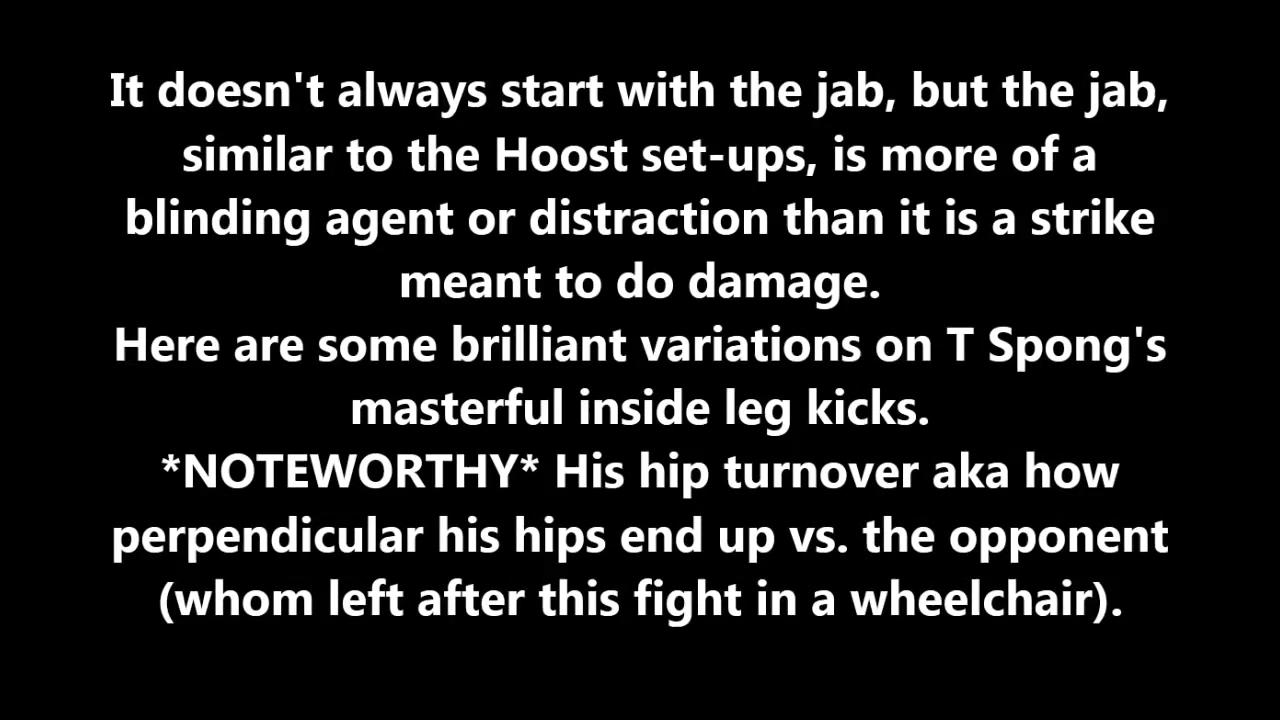 It doesn't always start with the jab, but the jab,
similar to the Hoost set-ups, is more of a
blinding agent or distraction than it is a strike
meant to do damage.
Here are some brilliant variations on T Spong's
masterful inside leg kicks.
*NOTEWORTHY* His hip turnover aka how
perpendicular his hips end up vs. the opponent
(whom left after this fight in a wheelchair).